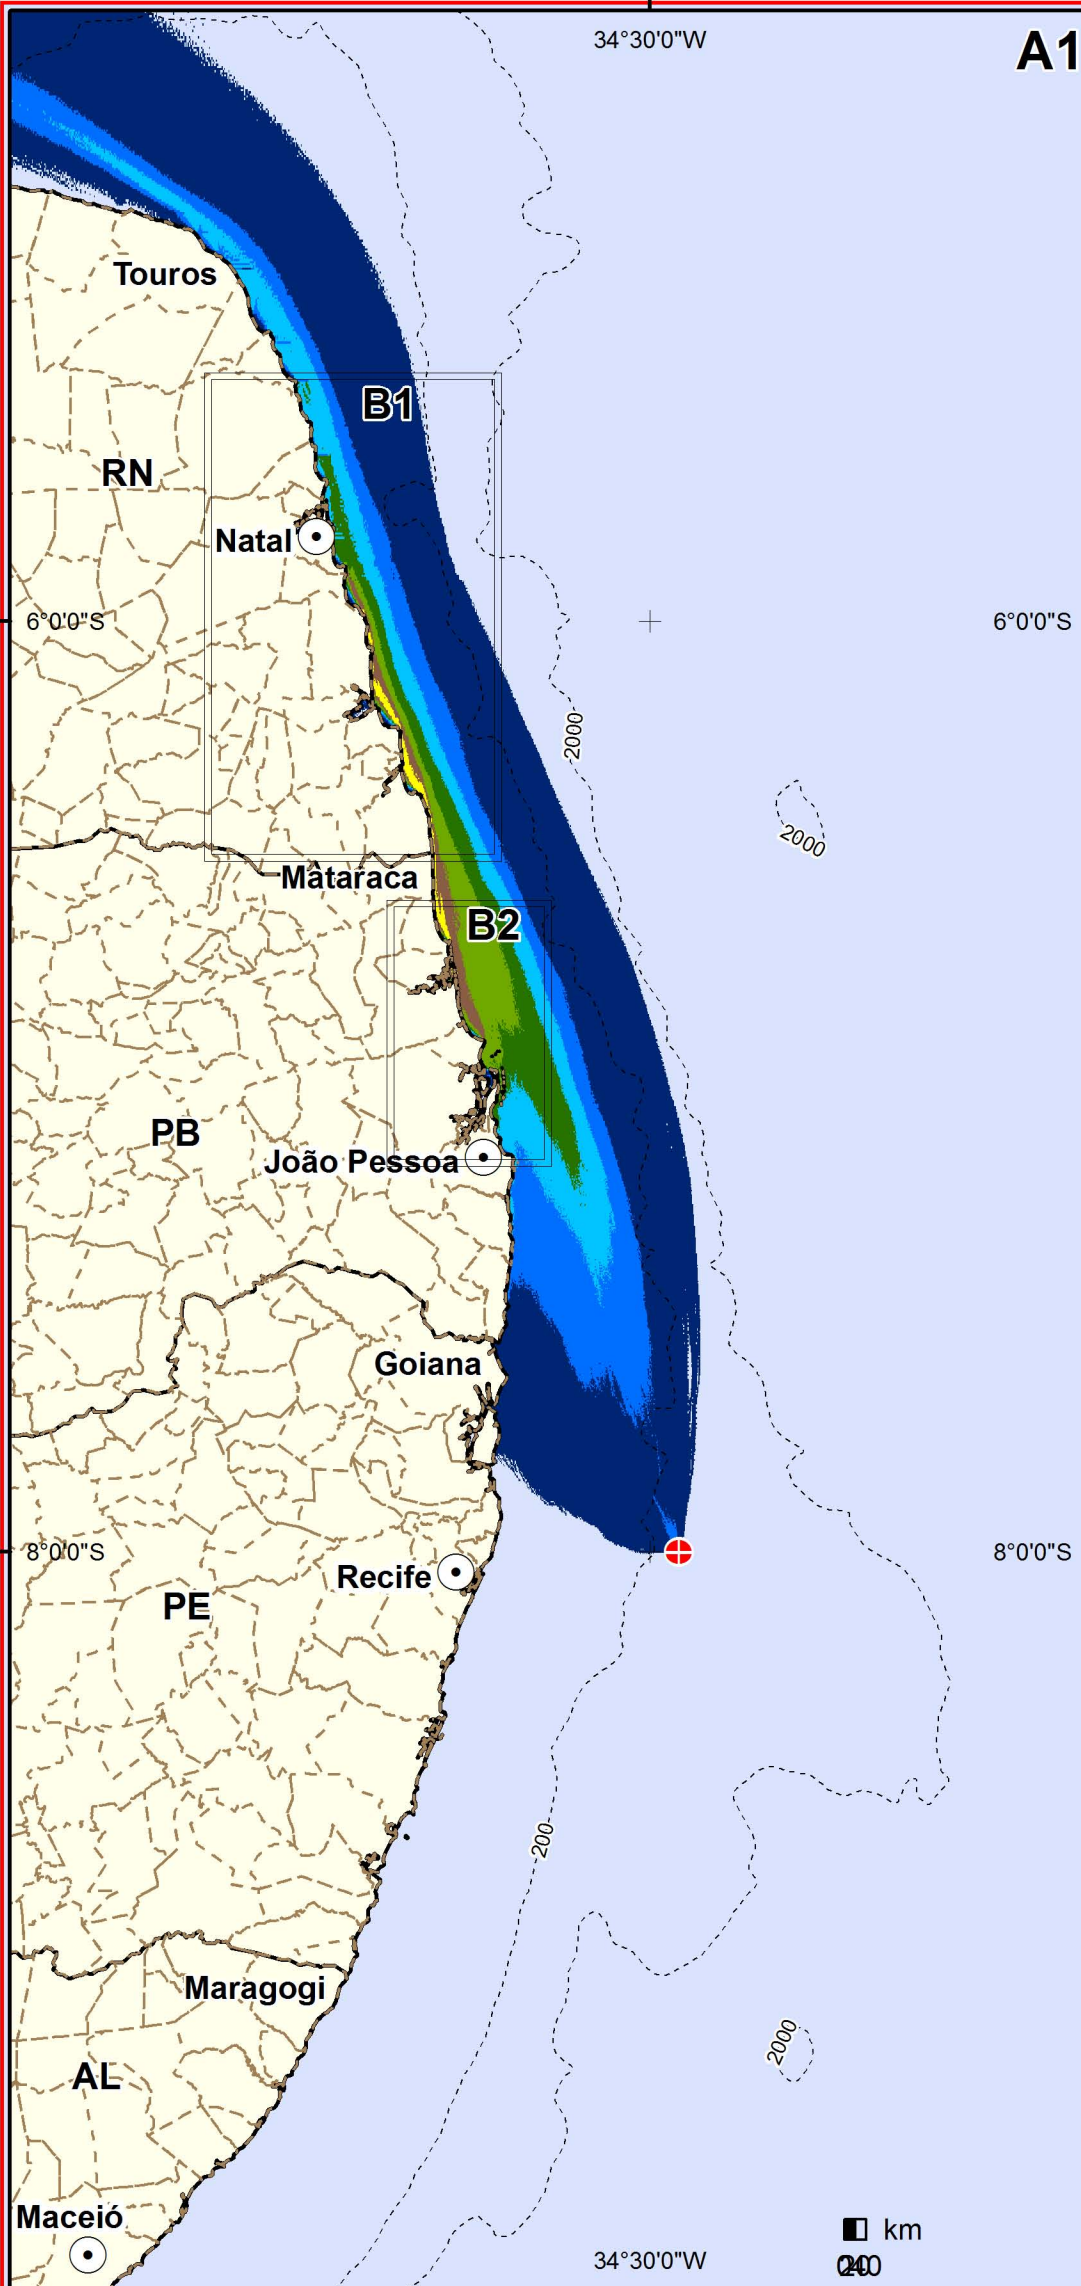 34°30'0"W
A1
Touros
B1
RN
Natal
6°0'0"S
6°0'0"S
2000
2000
Mataraca
B2
PB
João Pessoa
Goiana
8°0'0"S
8°0'0"S
Recife
PE
200
Maragogi
2000
AL
Maceió
km
34°30'0"W